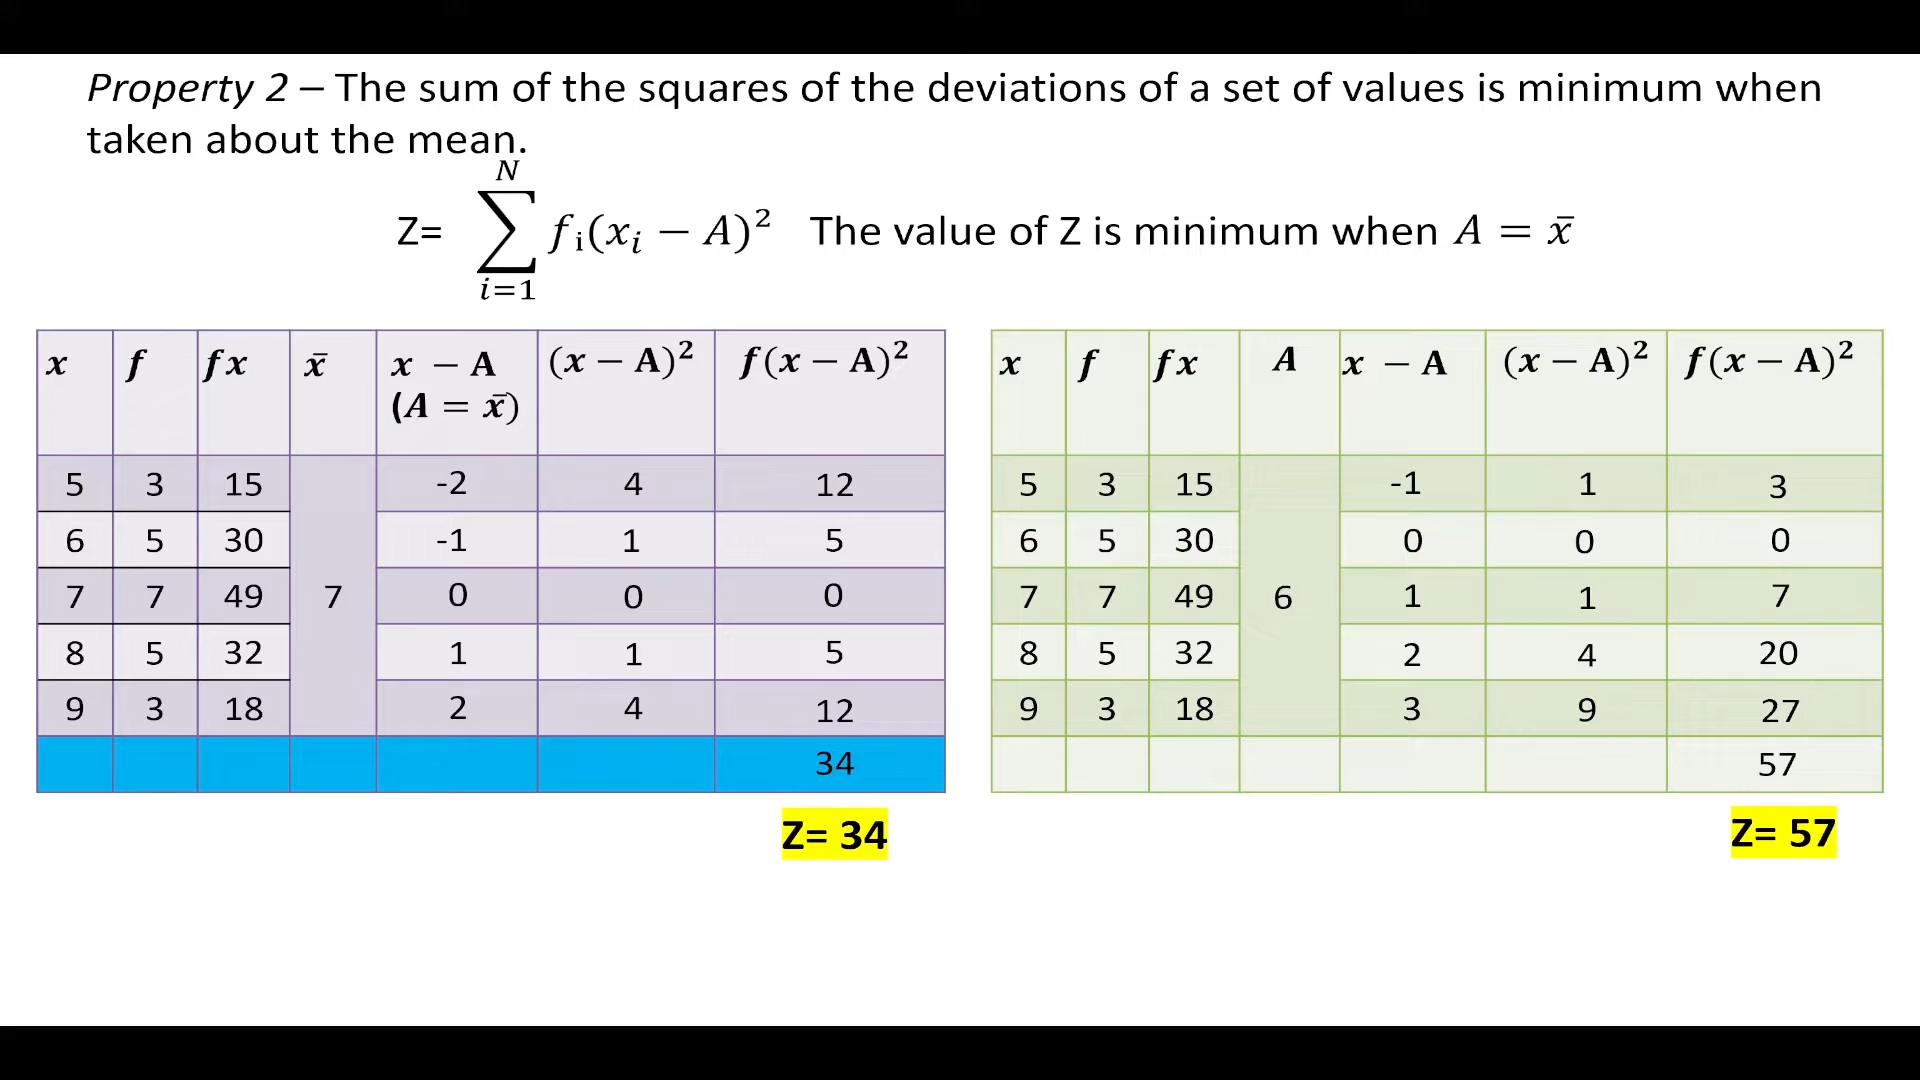 Property 2 – The sum of the squares of the deviations of a set of values is minimum when
taken about the mean.
Z= ∑_{i=1}^{N} f_i(x_i − A)² The value of Z is minimum when A = x̄
x f fx x̄ x − A (x − A)² f(x − A)²
(A = x̄)
5 3 15 -2 4 12
6 5 30 -1 1 5
7 7 49 7 0 0 0
8 5 32 1 1 5
9 3 18 2 4 12
34
Z= 34
x f fx A x − A (x − A)² f(x − A)²
5 3 15 -1 1 3
6 5 30 0 0 0
7 7 49 6 1 1 7
8 5 32 2 4 20
9 3 18 3 9 27
57
Z= 57